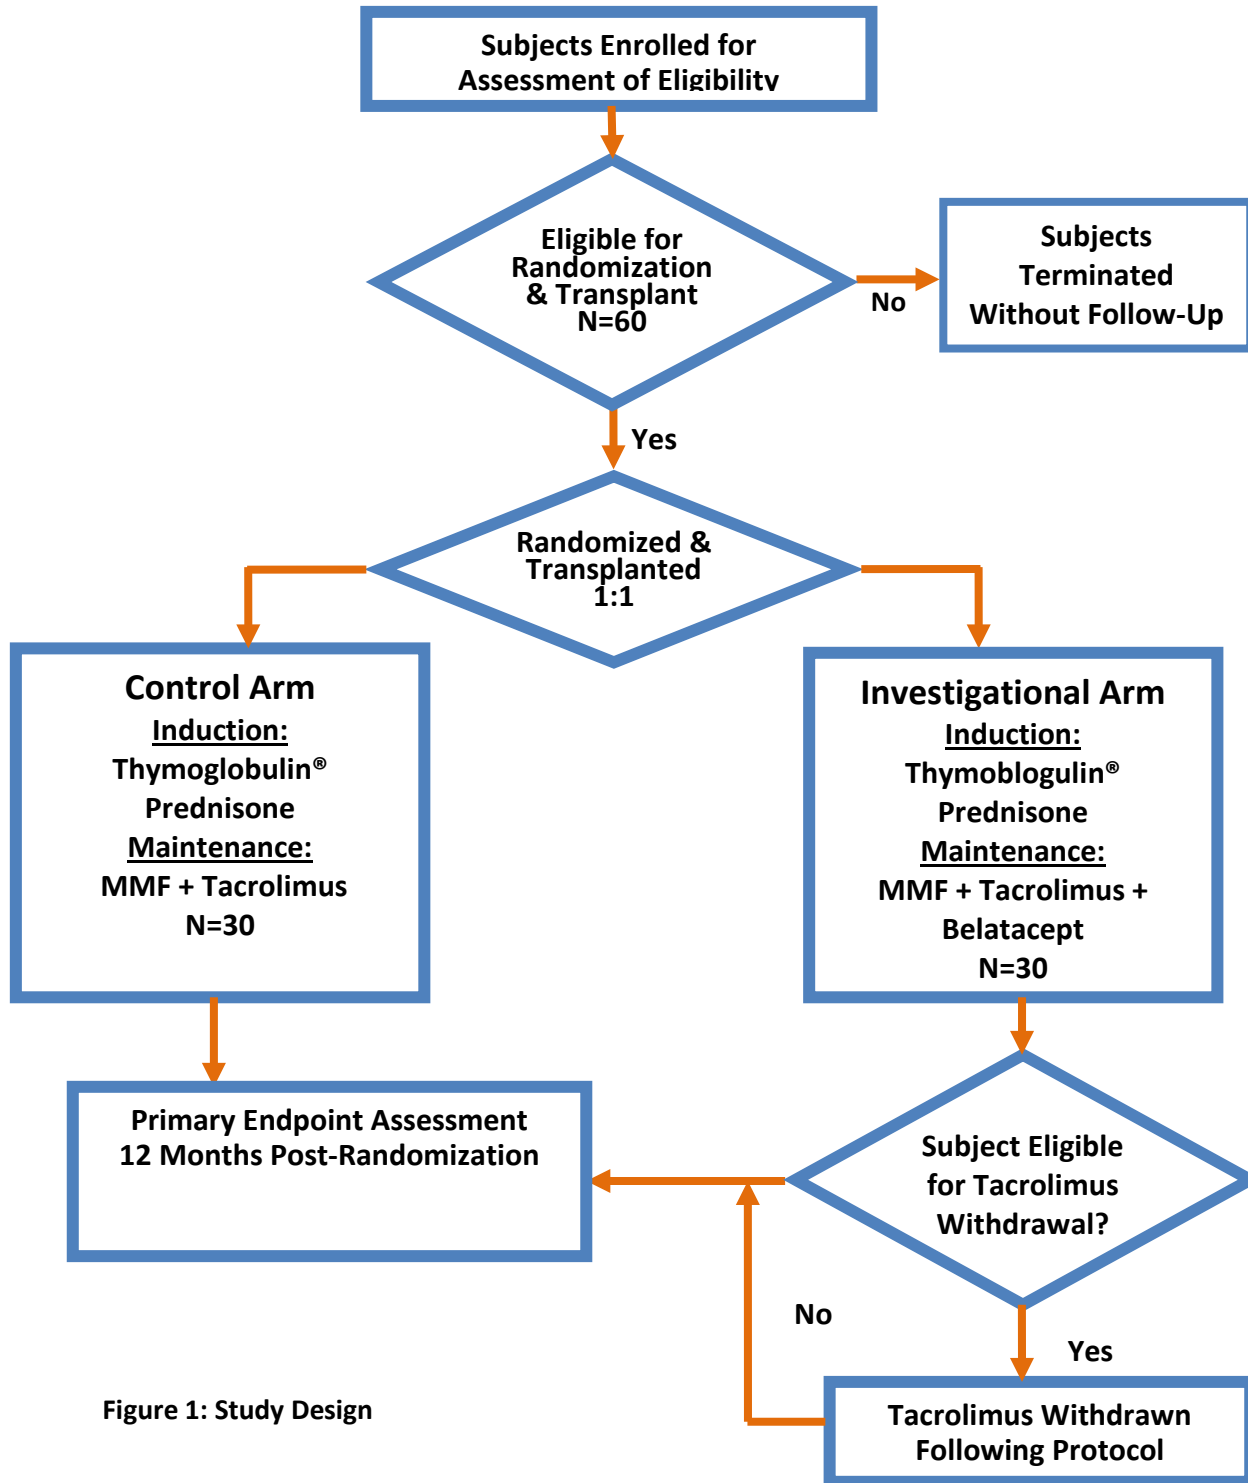 Subjects Enrolled for
Assessment of Eligibility
Eligible for
Randomization
& Transplant
N=60
No
Subjects
Terminated
Without Follow-Up
Yes
Randomized &
Transplanted
1:1
Control Arm
Induction:
Thymoglobulin®
Prednisone
Maintenance:
MMF + Tacrolimus
N=30
Investigational Arm
Induction:
Thymoblogulin®
Prednisone
Maintenance:
MMF + Tacrolimus +
Belatacept
N=30
Primary Endpoint Assessment
12 Months Post-Randomization
Subject Eligible
for Tacrolimus
Withdrawal?
No
Yes
Tacrolimus Withdrawn
Following Protocol
Figure 1: Study Design